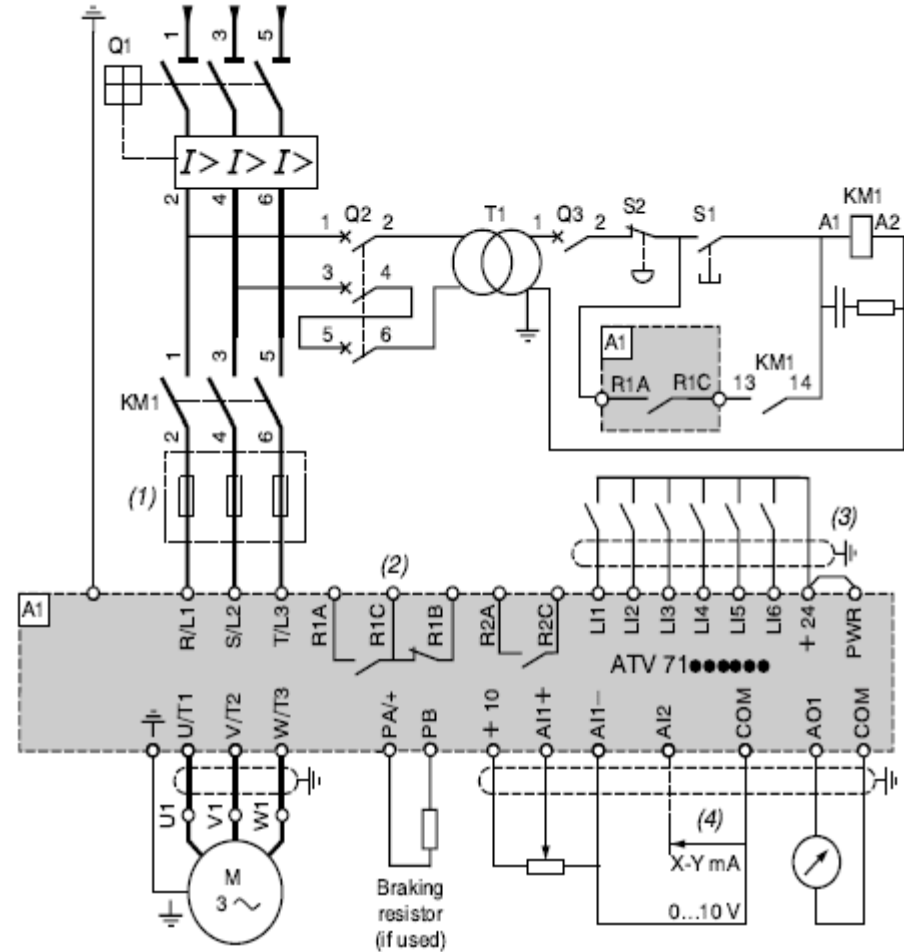 1 3 5
Q1
I> I> I>
2 4 6
1 Q2 2
T1
1 Q3 2
S2
S1
KM1
A1 A2
3 4
5 6
A1
R1A R1C
13 KM1 14
1 3 5
KM1
2 4 6
(1)
(2)
(3)
A1
R/L1
S/L2
T/L3
R1A
R1C
R1B
R2A
R2C
LI1
LI2
LI3
LI4
LI5
LI6
+ 24
PWR
ATV 71●●●●●●
U/T1
V/T2
W/T3
PA/+
PB
+ 10
AI1+
AI1–
AI2
COM
AO1
COM
U1
V1
W1
M
3 ~
Braking
resistor
(if used)
(4)
X-Y mA
0...10 V